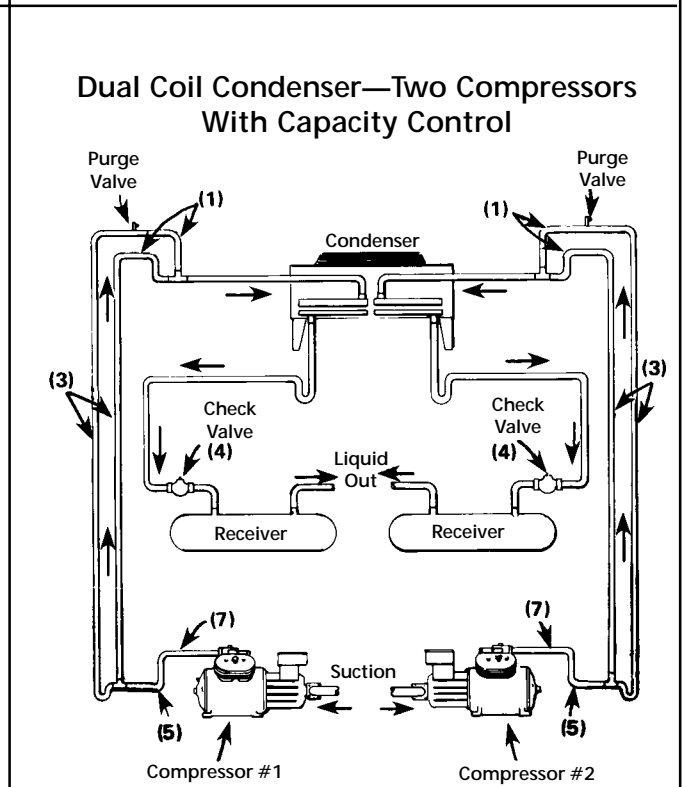 Dual Coil Condenser—Two Compressors
With Capacity Control
Purge
Valve
(1)
Condenser
(1)
Purge
Valve
(3)
Check
Valve
(4)
Liquid
Out
Check
Valve
(4)
(3)
Receiver
Receiver
(7)
(5)
Suction
(7)
(5)
Compressor #1
Compressor #2